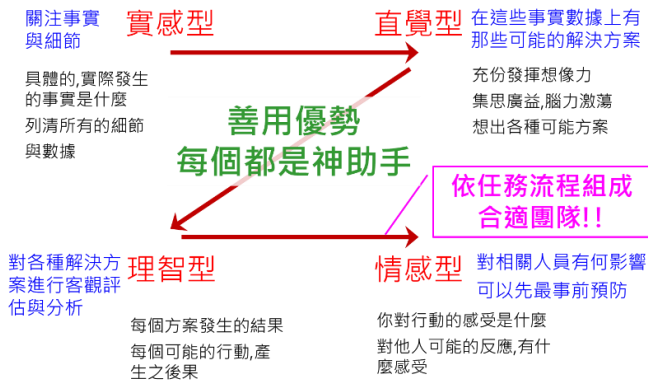 關注事實
與細節
實感型
具體的,實際發生
的事實是什麼
列清所有的細節
與數據
直覺型
在這些事實數據上有
那些可能的解決方案
充份發揮想像力
集思廣益,腦力激蕩
想出各種可能方案
善用優勢
每個都是神助手
依任務流程組成
合適團隊!!
對各種解決方
案進行客觀評
估與分析
理智型
每個方案發生的結果
每個可能的行動,產
生之後果
情感型
對相關人員有何影響
可以先最事前預防
你對行動的感受是什麼
對他人可能的反應,有什
麼感受